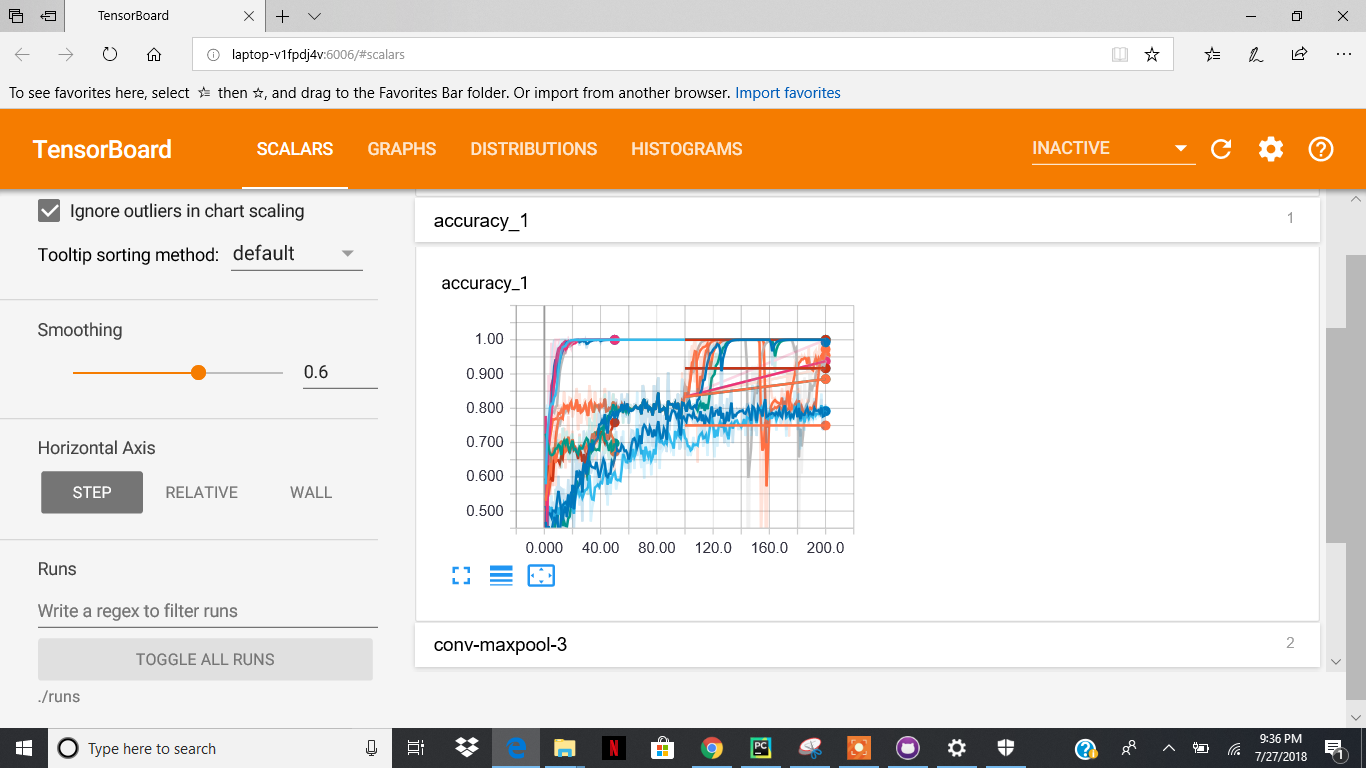 TensorBoard
laptop-v1fpdj4v:6006/#scalars
To see favorites here, select then ☆, and drag to the Favorites Bar folder. Or import from another browser. Import favorites
TensorBoard SCALARS GRAPHS DISTRIBUTIONS HISTOGRAMS INACTIVE
Ignore outliers in chart scaling
Tooltip sorting method: default
Smoothing
0.6
Horizontal Axis
STEP RELATIVE WALL
Runs
Write a regex to filter runs
TOGGLE ALL RUNS
./runs
accuracy_1 1
accuracy_1
1.00
0.900
0.800
0.700
0.600
0.500
0.000 40.00 80.00 120.0 160.0 200.0
conv-maxpool-3 2
Type here to search
N
PC
9:36 PM
7/27/2018
1